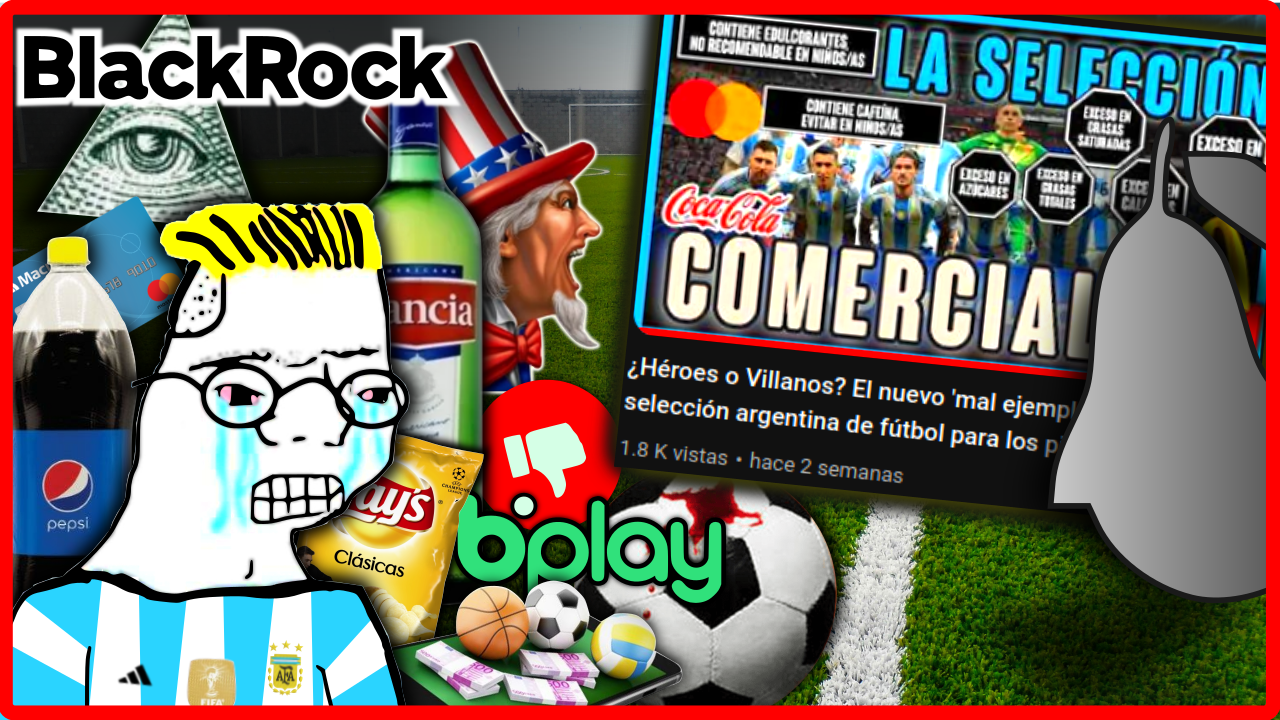 BlackRock
CONTIENE EDULCORANTES,
NO RECOMENDABLE EN NIÑOS/AS
LA SELECCIÓN
CONTIENE CAFEÍNA,
EVITAR EN NIÑOS/AS
EXCESO EN
GRASAS
SATURADAS
EXCESO EN
EXCESO EN
AZÚCARES
EXCESO EN
GRASAS
TOTALES
Coca-Cola
COMERCIAL
¿Héroes o Villanos? El nuevo 'mal
selección argentina de fútbol para los
1.8 K vistas • hace 2 semanas
pepsi
Lay's
Clásicas
bplay
AFA
FIFA